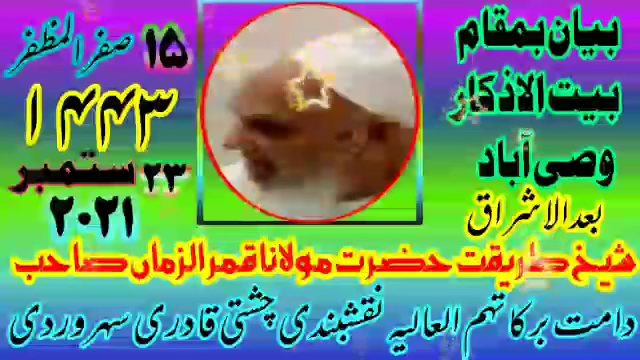 بیان بمقام
بیت الاذکار
وصی آباد
بعد الاشراق
۱۵ صفر المظفر
۱۴۴۳
۲۳ ستمبر
۲۰۲۱
شیخ طریقت حضرت مولانا قمر الزماں صاحب
دامت برکاتہم العالیہ نقشبندی چشتی قادری سہروردی